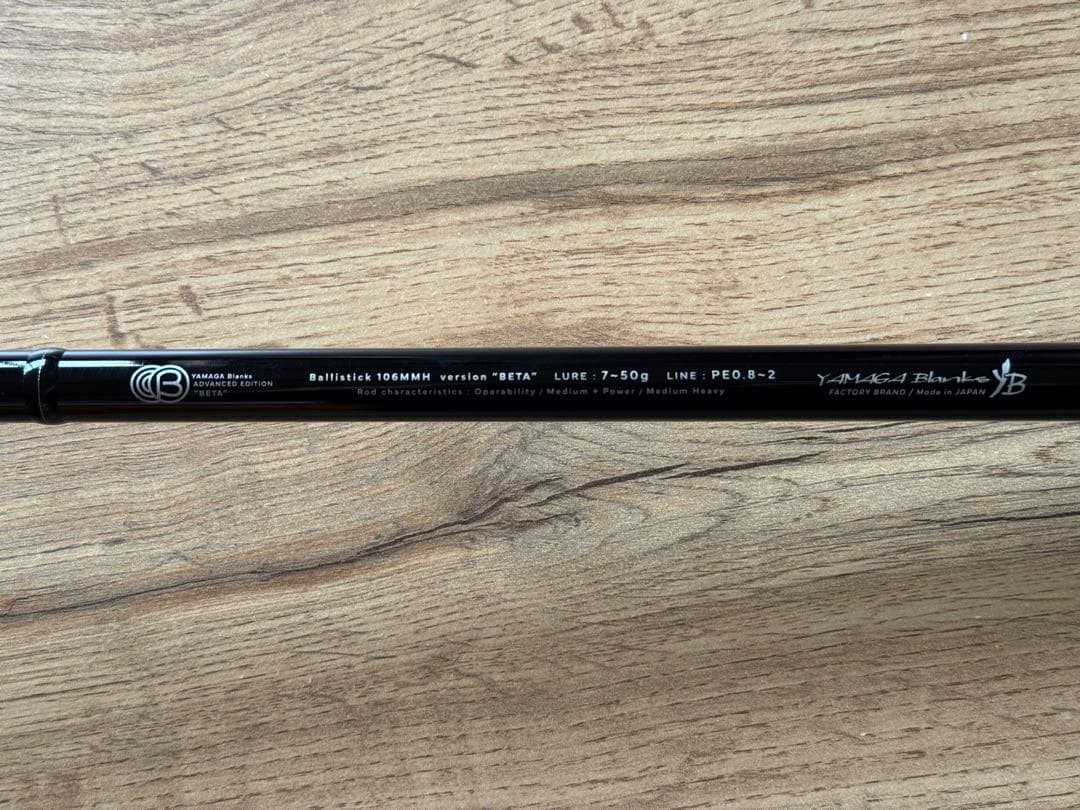 YAMAGA Blanks
ADVANCED EDITION
"BETA"
Ballistick 106MMH version "BETA" LURE : 7~50g LINE : PE0.8~2
Rod characteristics : Operability / Medium + Power / Medium Heavy
YAMAGA Blanks
FACTORY BRAND / Made in JAPAN
YB